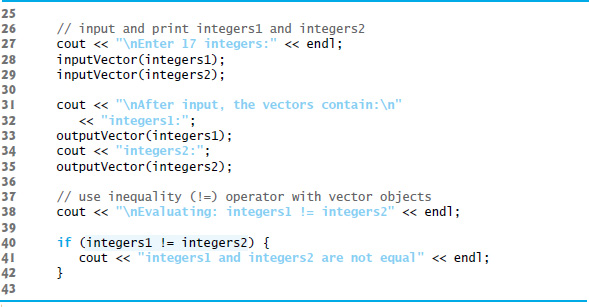 25
26 // input and print integers1 and integers2
27 cout << "\nEnter 17 integers:" << endl;
28 inputVector(integers1);
29 inputVector(integers2);
30
31 cout << "\nAfter input, the vectors contain:\n"
32 << "integers1:";
33 outputVector(integers1);
34 cout << "integers2:";
35 outputVector(integers2);
36
37 // use inequality (!=) operator with vector objects
38 cout << "\nEvaluating: integers1 != integers2" << endl;
39
40 if (integers1 != integers2) {
41 cout << "integers1 and integers2 are not equal" << endl;
42 }
43